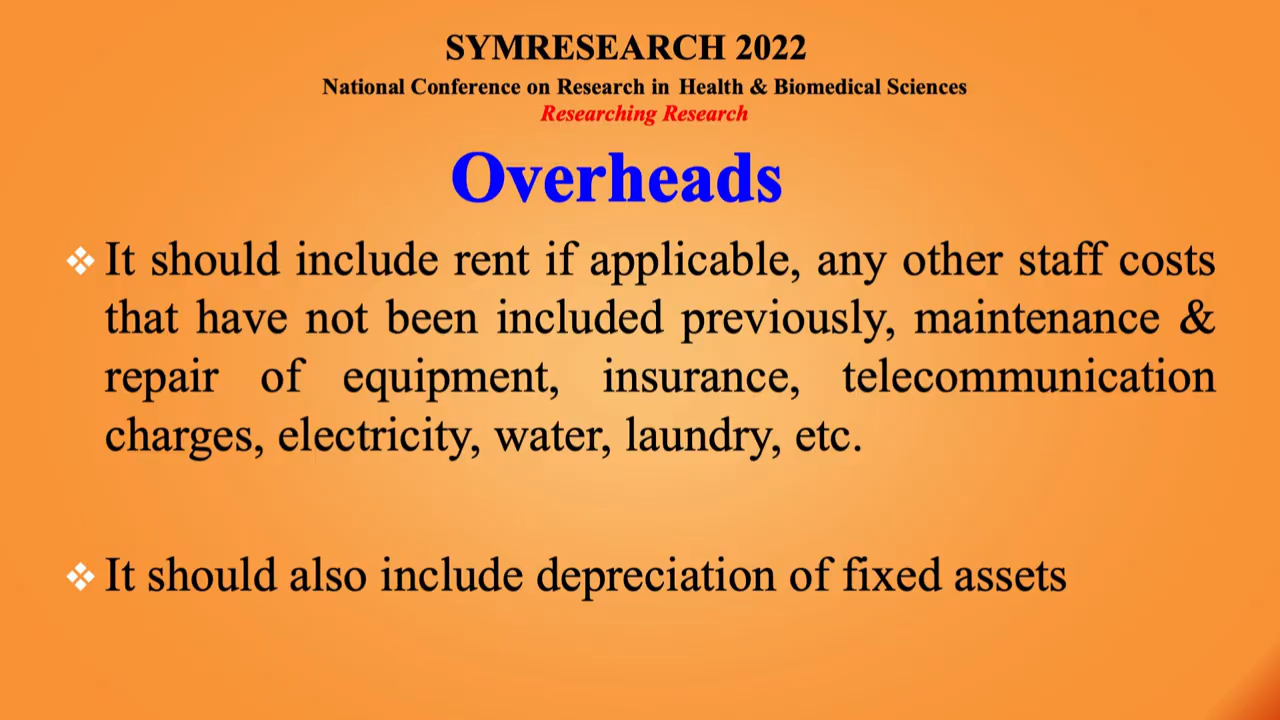 SYMRESEARCH 2022
National Conference on Research in Health & Biomedical Sciences
Researching Research
Overheads
❖ It should include rent if applicable, any other staff costs
that have not been included previously, maintenance &
repair of equipment, insurance, telecommunication
charges, electricity, water, laundry, etc.
❖ It should also include depreciation of fixed assets